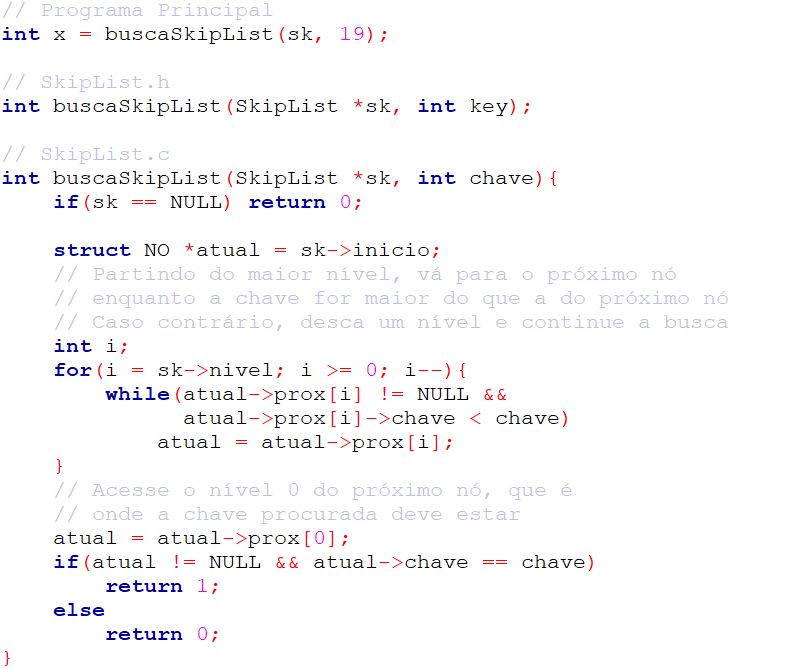 // Programa Principal
int x = buscaSkipList(sk, 19);

// SkipList.h
int buscaSkipList(SkipList *sk, int key);

// SkipList.c
int buscaSkipList(SkipList *sk, int chave){
    if(sk == NULL) return 0;

    struct NO *atual = sk->inicio;
    // Partindo do maior nível, vá para o próximo nó
    // enquanto a chave for maior do que a do próximo nó
    // Caso contrário, desca um nível e continue a busca
    int i;
    for(i = sk->nivel; i >= 0; i--){
        while(atual->prox[i] != NULL &&
              atual->prox[i]->chave < chave)
            atual = atual->prox[i];
    }
    // Acesse o nível 0 do próximo nó, que é
    // onde a chave procurada deve estar
    atual = atual->prox[0];
    if(atual != NULL && atual->chave == chave)
        return 1;
    else
        return 0;
}